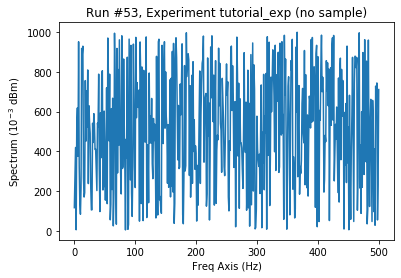 Run #53, Experiment tutorial_exp (no sample)
Spectrum (10⁻³ dBm)
1000
800
600
400
200
0
0 100 200 300 400 500
Freq Axis (Hz)